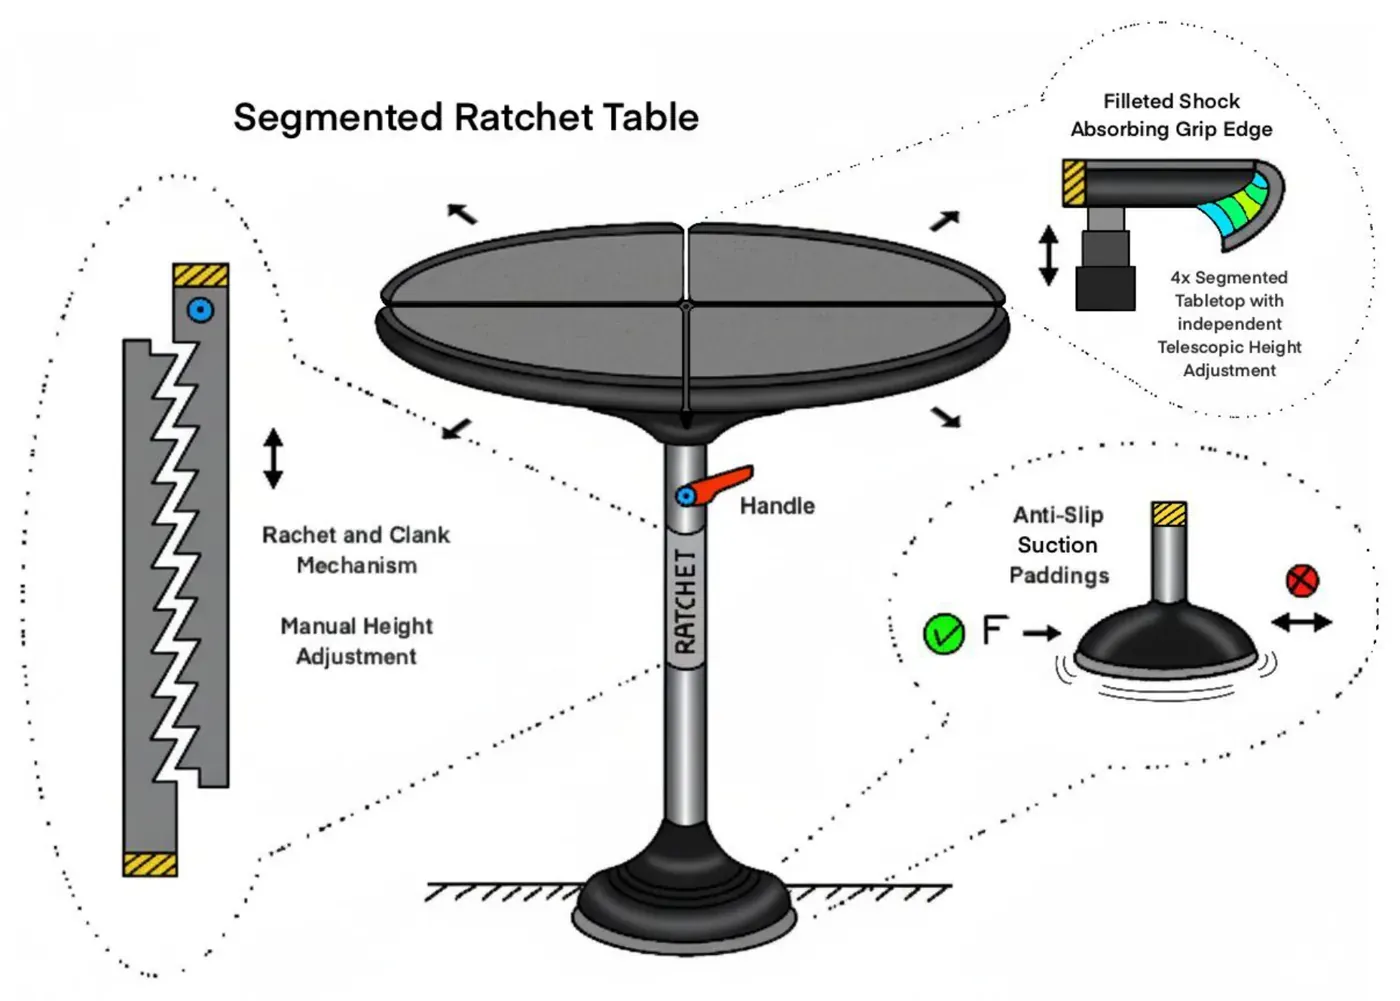 Segmented Ratchet Table
Filleted Shock
Absorbing Grip Edge
4x Segmented
Tabletop with
independent
Telescopic Height
Adjustment
Rachet and Clank
Mechanism
Manual Height
Adjustment
Handle
RATCHET
Anti-Slip
Suction
Paddings
F